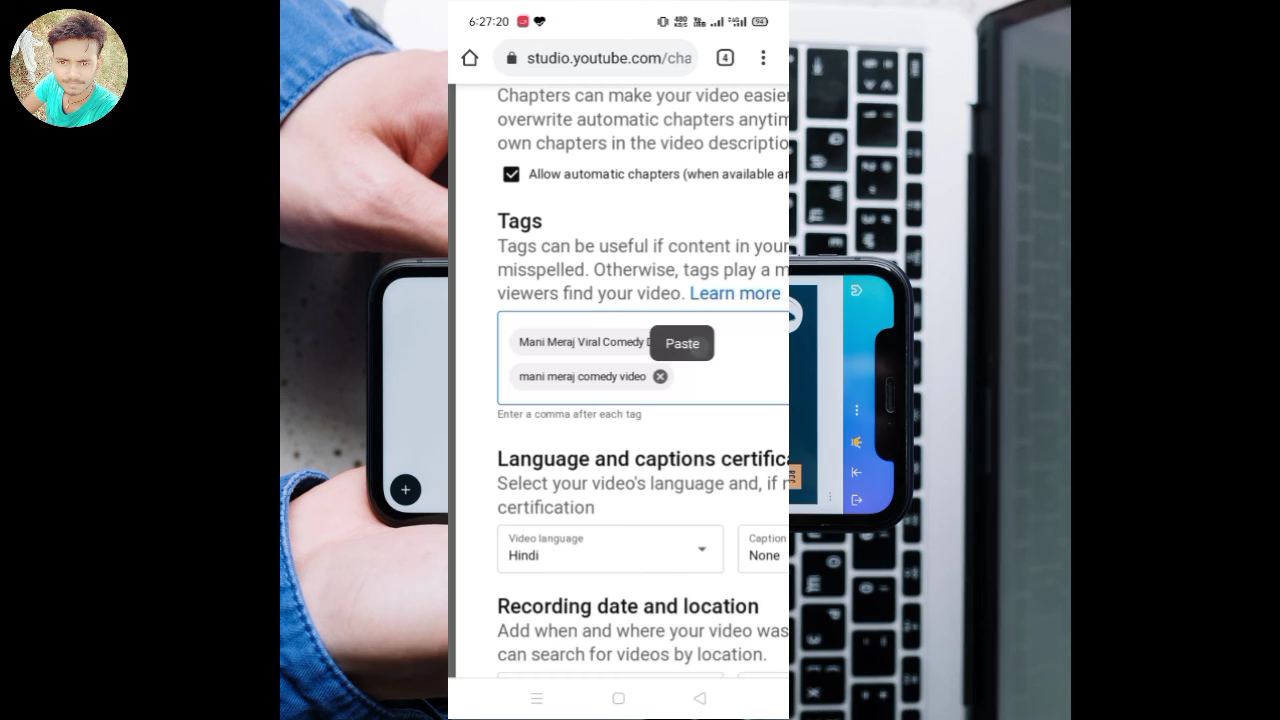 6:27:20
4
94
studio.youtube.com/cha
Chapters can make your video easier
overwrite automatic chapters anytim
own chapters in the video descriptio
Allow automatic chapters (when available a
Tags
Tags can be useful if content in your
misspelled. Otherwise, tags play a m
viewers find your video. Learn more
Mani Meraj Viral Comedy
Paste
mani meraj comedy video
Enter a comma after each tag
Language and captions certifica
Select your video's language and, if
certification
Video language
Hindi
Caption
None
Recording date and location
Add when and where your video was
can search for videos by location.